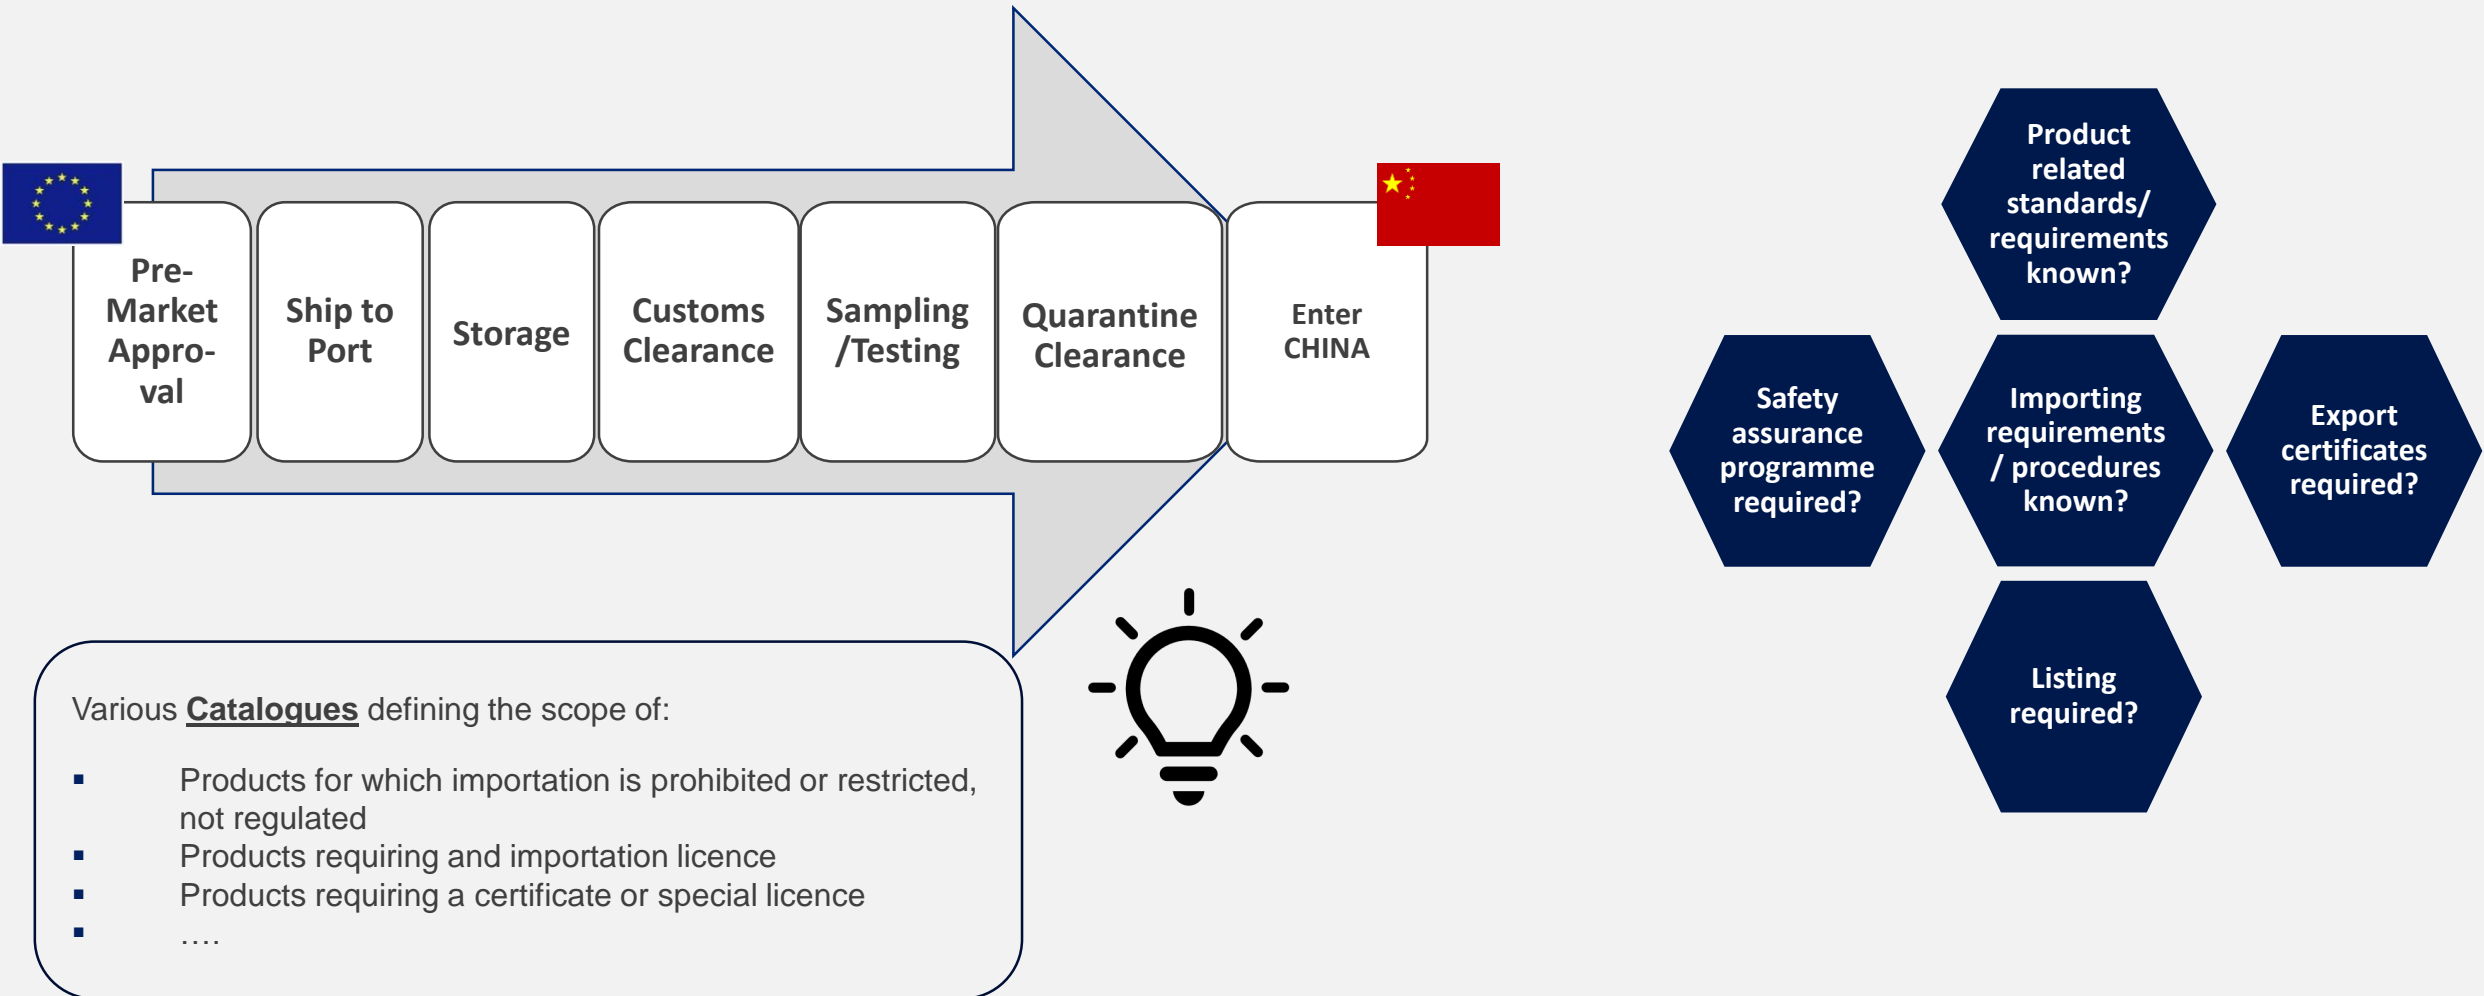 Pre-
Market
Appro-
val
Ship to
Port
Storage
Customs
Clearance
Sampling
/Testing
Quarantine
Clearance
Enter
CHINA
Various Catalogues defining the scope of:
▪ Products for which importation is prohibited or restricted,
not regulated
▪ Products requiring and importation licence
▪ Products requiring a certificate or special licence
▪ ….
Product
related
standards/
requirements
known?
Safety
assurance
programme
required?
Importing
requirements
/ procedures
known?
Export
certificates
required?
Listing
required?